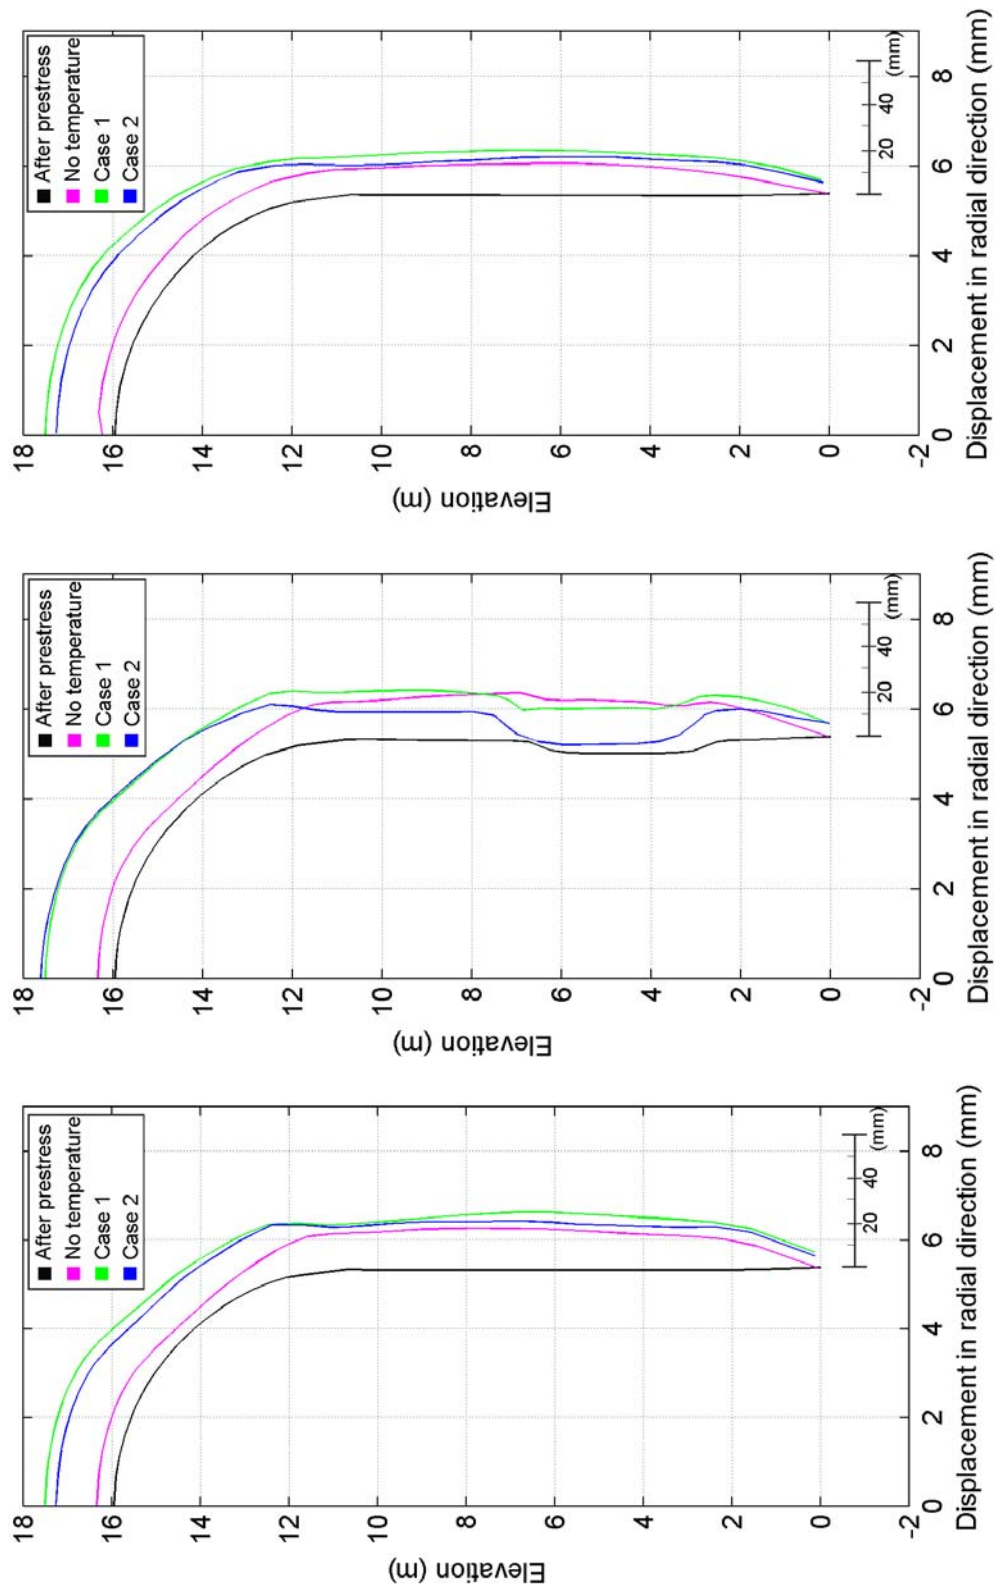 18
16
14
12
10
8
6
4
2
0
-2
Elevation (m)
After prestress
No temperature
Case 1
Case 2
20
40
(mm)
0
2
4
6
8
Displacement in radial direction (mm)
18
16
14
12
10
8
6
4
2
0
-2
Elevation (m)
After prestress
No temperature
Case 1
Case 2
20
40
(mm)
0
2
4
6
8
Displacement in radial direction (mm)
18
16
14
12
10
8
6
4
2
0
-2
Elevation (m)
After prestress
No temperature
Case 1
Case 2
20
40
(mm)
0
2
4
6
8
Displacement in radial direction (mm)